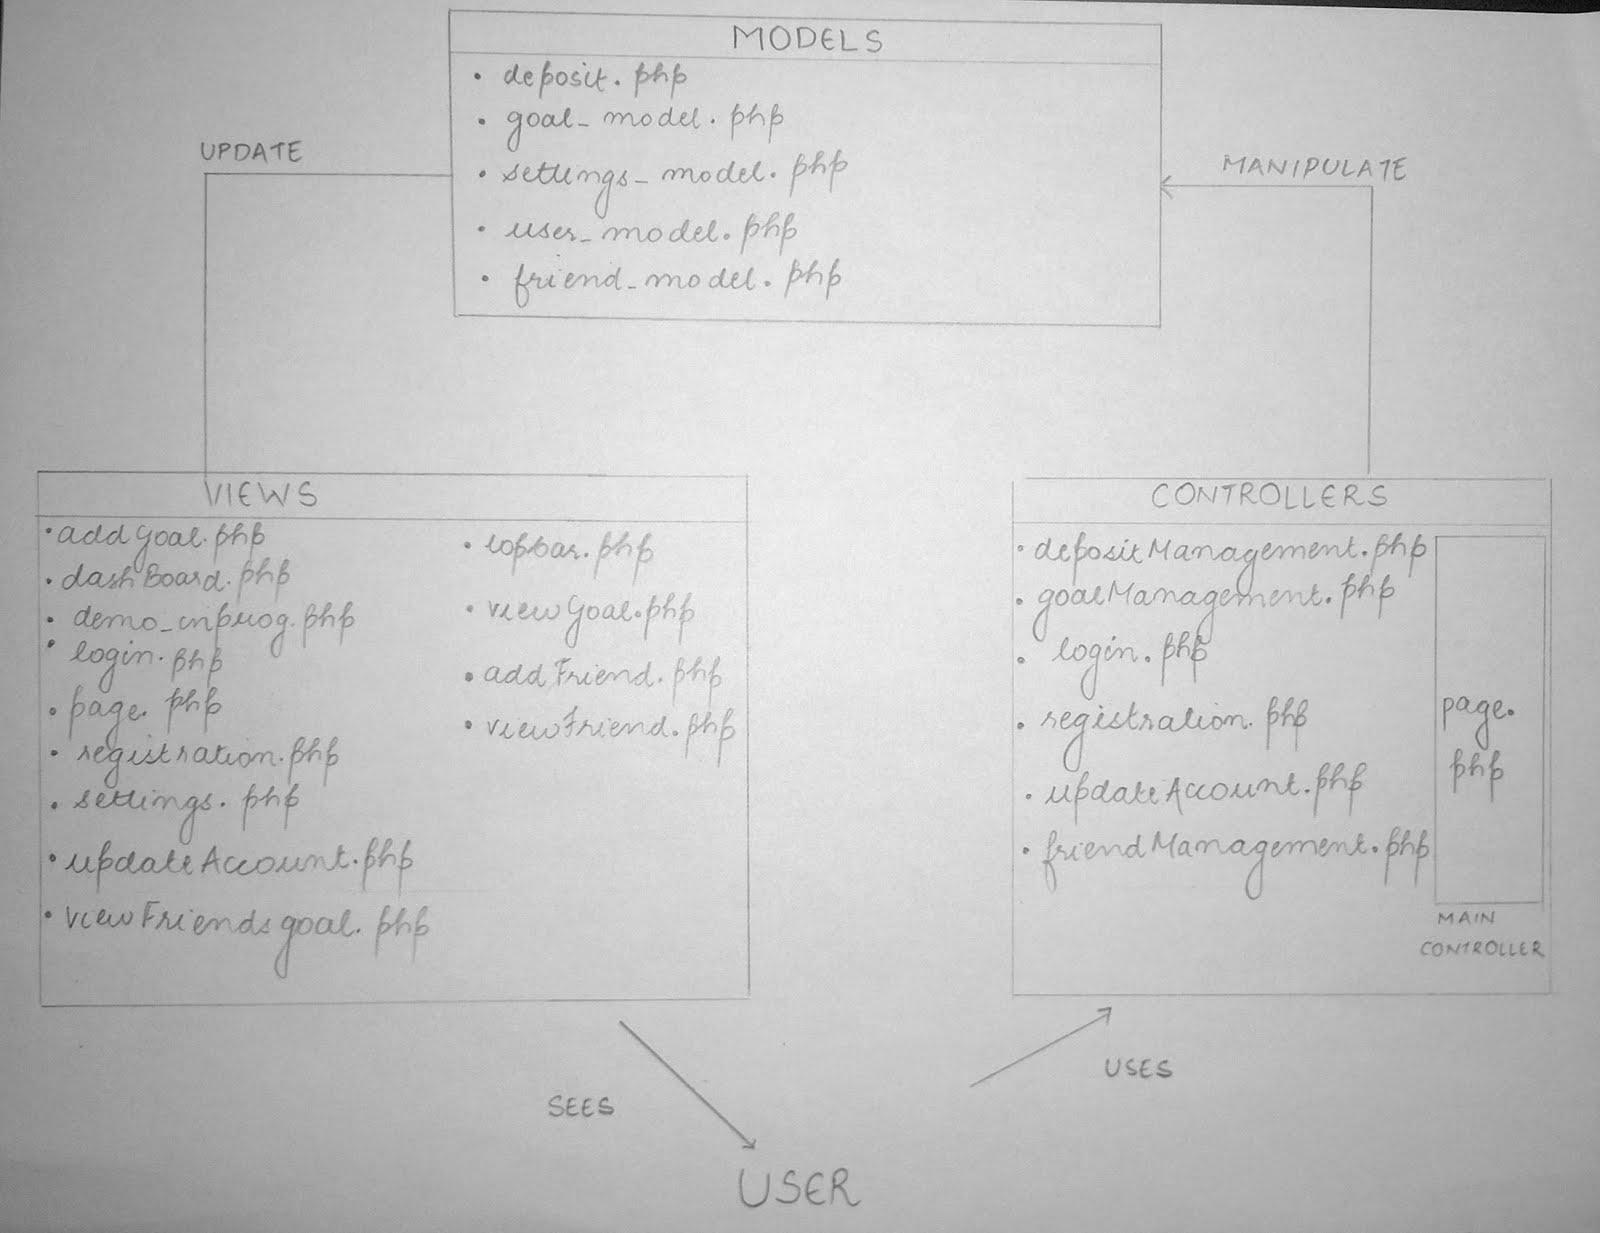 MODELS
• deposit.php
• goal_model.php
• settings_model.php
• user_model.php
• friend_model.php
UPDATE
MANIPULATE
VIEWS
• addGoal.php
• dashBoard.php
• demo_inprog.php
• login.php
• page.php
• registration.php
• settings.php
• updateAccount.php
• viewFriendsgoal.php
• topbar.php
• viewGoal.php
• addFriend.php
• viewFriend.php
CONTROLLERS
• depositManagement.php
• goalManagement.php
• login.php
• registration.php
• updateAccount.php
• friendManagement.php
page.
php
MAIN
CONTROLLER
SEES
USES
USER